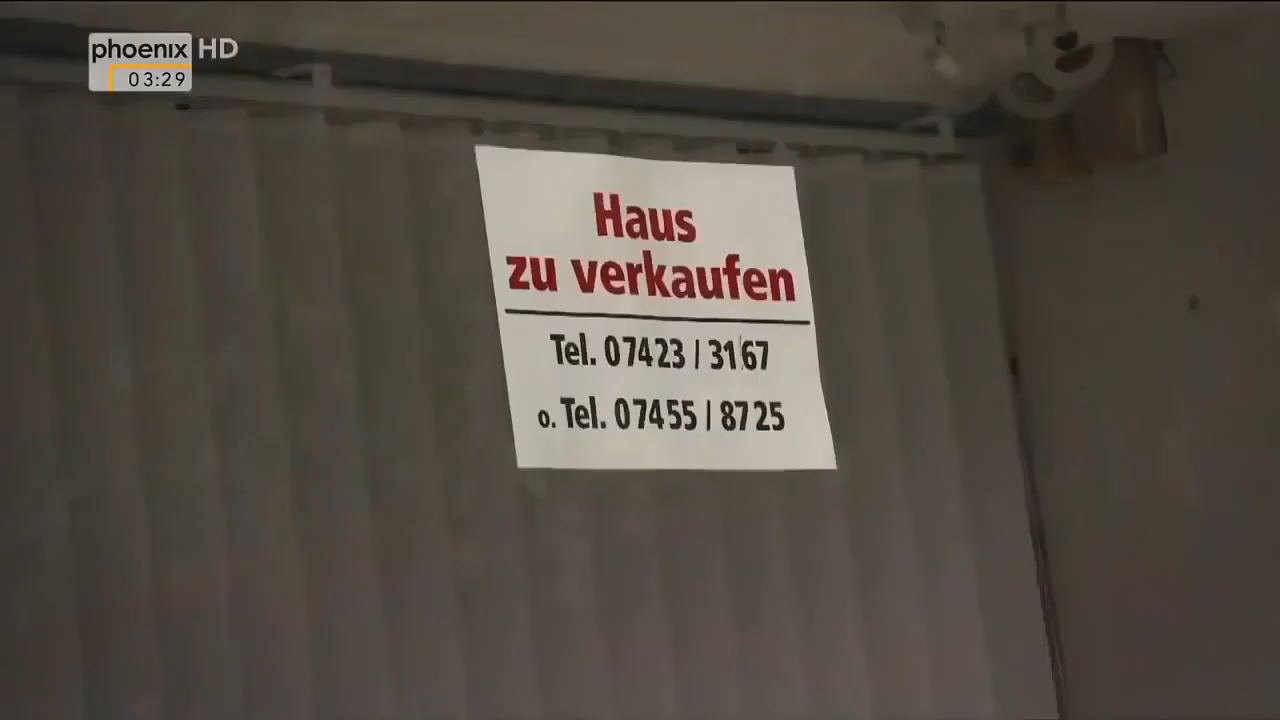 phoenix HD
03:29
Haus
zu verkaufen
Tel. 07423 / 3167
o. Tel. 07455 / 8725